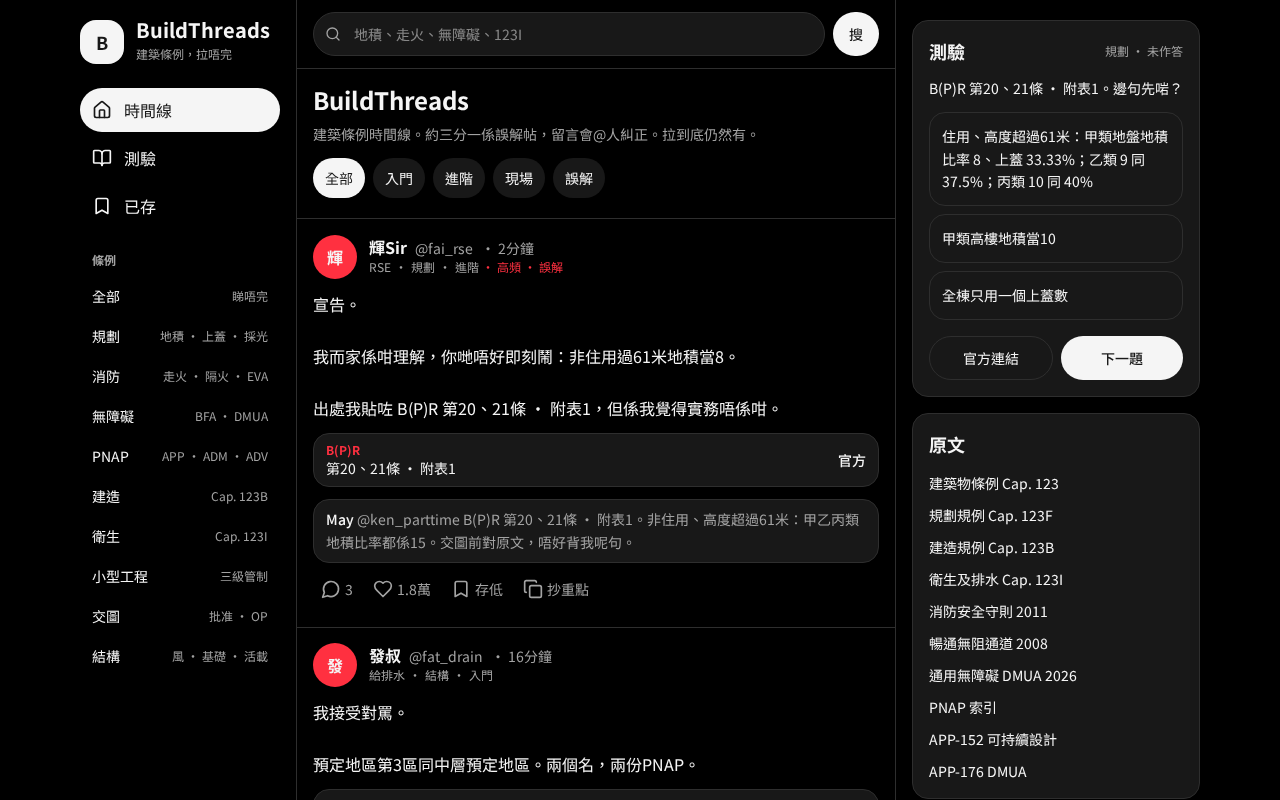 B
BuildThreads
建築條例，拉唔完
時間線
測驗
已存
條例
全部 睇唔完
規劃 地積 · 上蓋 · 採光
消防 走火 · 隔火 · EVA
無障礙 BFA · DMUA
PNAP APP · ADM · ADV
建造 Cap. 123B
衛生 Cap. 123I
小型工程 三級管制
交圖 批准 · OP
結構 風 · 基礎 · 活載
地積、走火、無障礙、123I
搜
BuildThreads
建築條例時間線。約三分一係誤解帖，留言會@人糾正。拉到底仍然有。
全部 入門 進階 現場 誤解
輝
輝Sir @fai_rse · 2分鐘
RSE · 規劃 · 進階 · 高頻 · 誤解
宣告。
我而家係咁理解，你哋唔好即刻鬧：非住用過61米地積當8。
出處我貼咗 B(P)R 第20、21條 · 附表1，但係我覺得實務唔係咁。
B(P)R
第20、21條 · 附表1
官方
May @ken_parttime B(P)R 第20、21條 · 附表1。非住用、高度超過61米：甲乙丙類
地積比率都係15。交圖前對原文，唔好背我呢句。
3 1.8萬 存低 抄重點
發
發叔 @fat_drain · 16分鐘
給排水 · 結構 · 入門
我接受對罵。
預定地區第3區同中層預定地區。兩個名，兩份PNAP。
測驗 規劃 · 未作答
B(P)R 第20、21條 · 附表1。邊句先啱？
住用、高度超過61米：甲類地盤地積
比率 8、上蓋 33.33%；乙類 9 同
37.5%；丙類 10 同 40%
甲類高樓地積當10
全棟只用一個上蓋數
官方連結 下一題
原文
建築物條例 Cap. 123
規劃規例 Cap. 123F
建造規例 Cap. 123B
衛生及排水 Cap. 123I
消防安全守則 2011
暢通無阻通道 2008
通用無障礙 DMUA 2026
PNAP 索引
APP-152 可持續設計
APP-176 DMUA